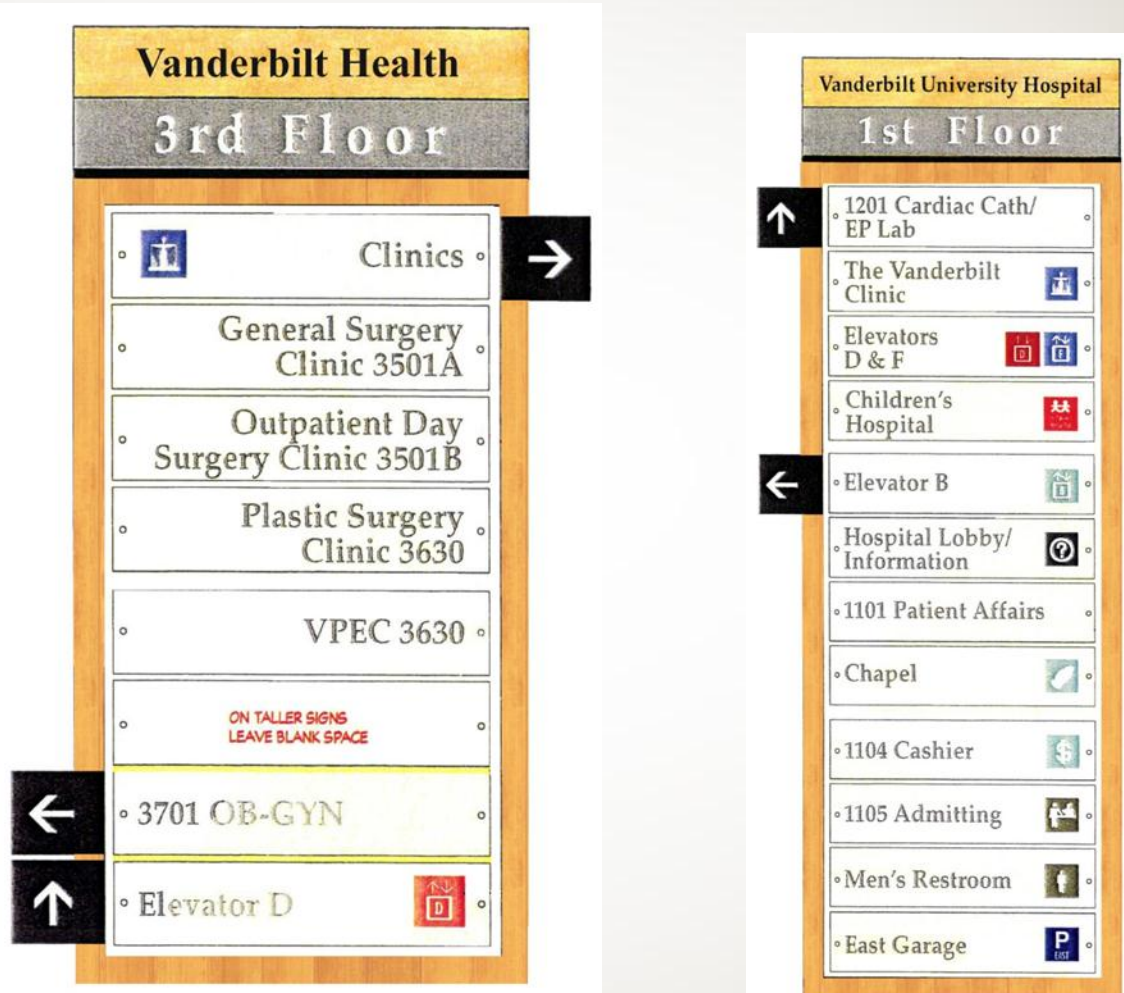 Vanderbilt Health
3rd Floor
Clinics
General Surgery
Clinic 3501A
Outpatient Day
Surgery Clinic 3501B
Plastic Surgery
Clinic 3630
VPEC 3630
ON TALLER SIGNS
LEAVE BLANK SPACE
3701 OB-GYN
Elevator D
D
Vanderbilt University Hospital
1st Floor
1201 Cardiac Cath/
EP Lab
The Vanderbilt
Clinic
Elevators
D & F
D
F
Children's
Hospital
Elevator B
Hospital Lobby/
Information
?
1101 Patient Affairs
Chapel
1104 Cashier
$
1105 Admitting
Men's Restroom
East Garage
P
EAST